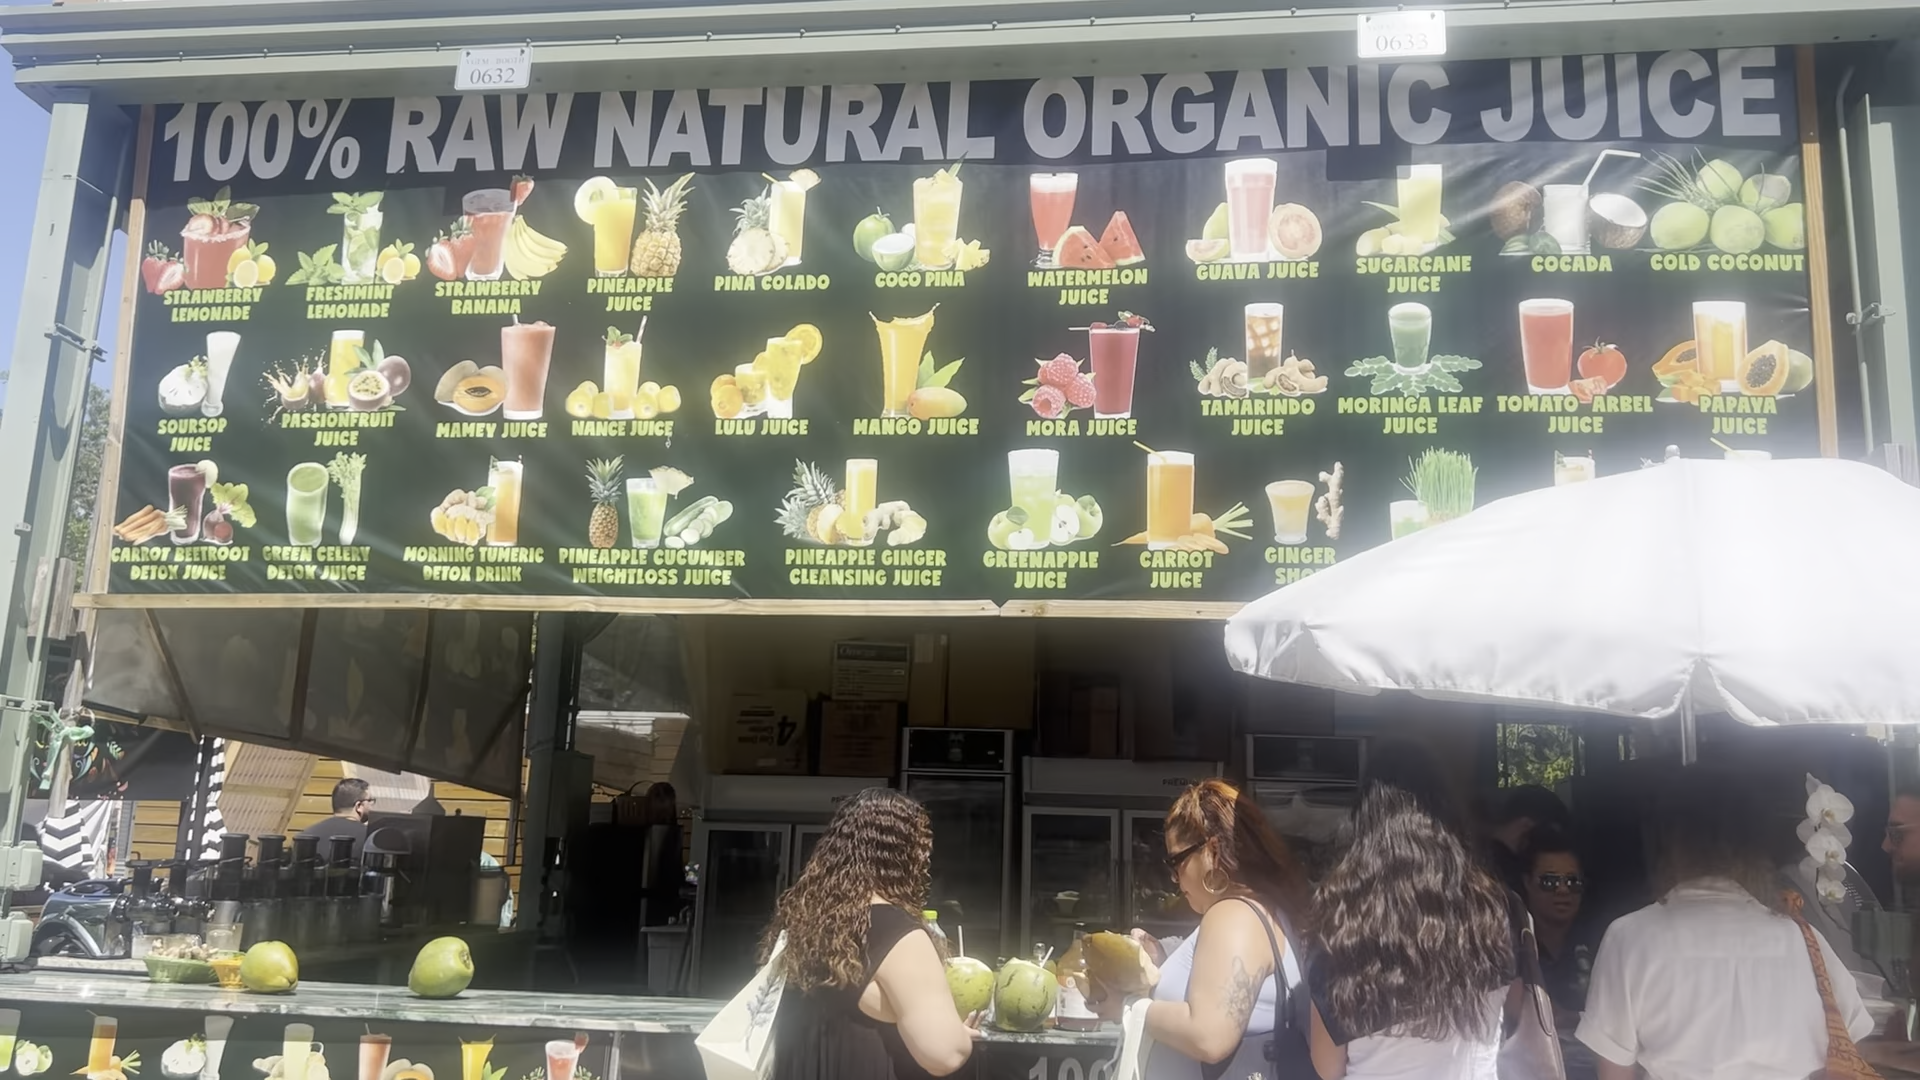 0632
0633
100% RAW NATURAL ORGANIC JUICE
STRAWBERRY
LEMONADE
FRESHMINT
LEMONADE
STRAWBERRY
BANANA
PINEAPPLE
JUICE
PINA COLADO
COCO PINA
WATERMELON
JUICE
GUAVA JUICE
SUGARCANE
JUICE
COCADA
COLD COCONUT
SOURSOP
JUICE
PASSIONFRUIT
JUICE
MAMEY JUICE
NANCE JUICE
LULU JUICE
MANGO JUICE
MORA JUICE
TAMARINDO
JUICE
MORINGA LEAF
JUICE
TOMATO ARBEL
JUICE
PAPAYA
JUICE
CARROT BEETROOT
DETOX JUICE
GREEN CELERY
DETOX JUICE
MORNING TUMERIC
DETOX DRINK
PINEAPPLE CUCUMBER
WEIGHTLOSS JUICE
PINEAPPLE GINGER
CLEANSING JUICE
GREENAPPLE
JUICE
CARROT
JUICE
GINGER
4
100